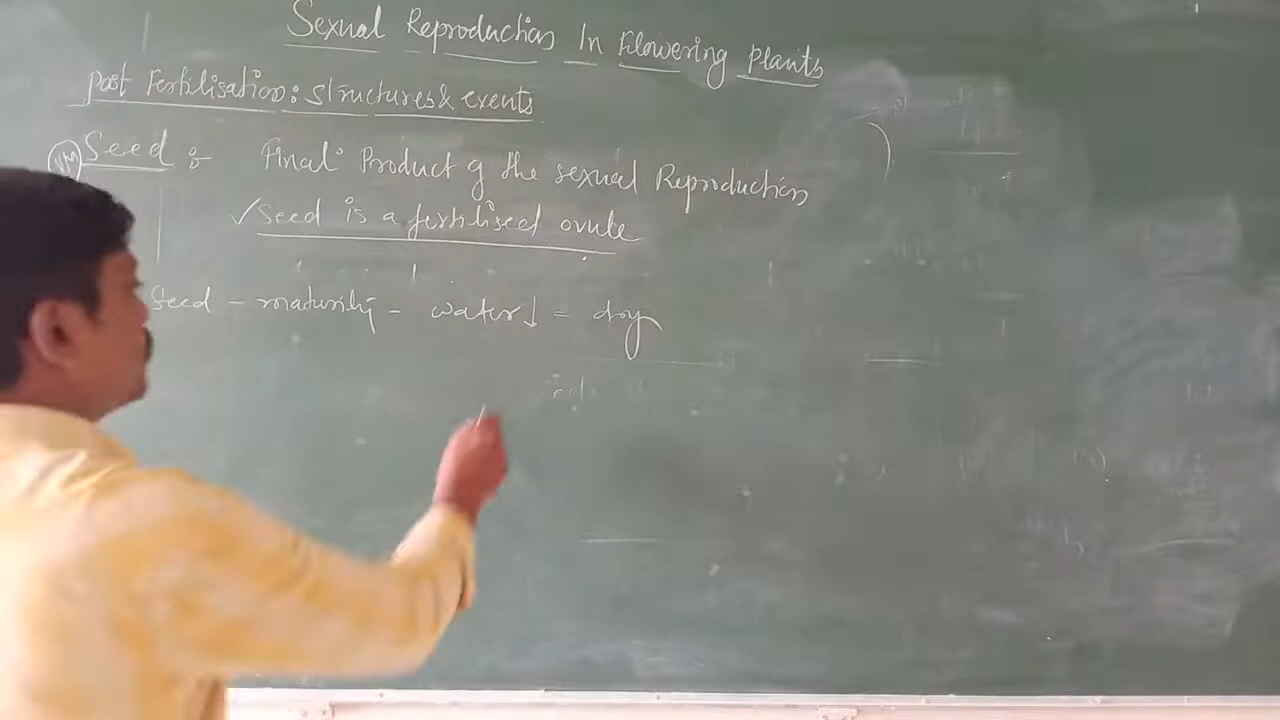 Sexual Reproduction In Flowering Plants
Post Fertilisation: structures & events
Seed :- Final Product of the sexual Reproduction
✓ Seed is a fertilised ovule
Seed - maturity - water↓ = dry